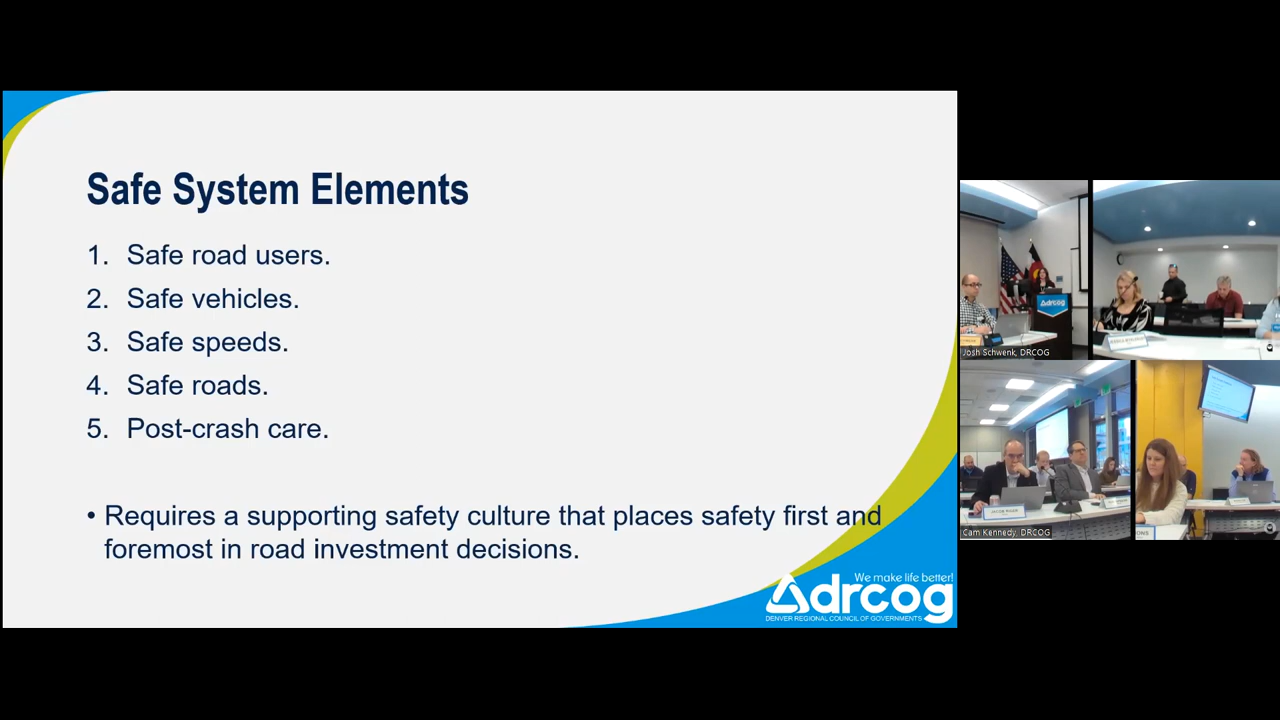 Safe System Elements
1. Safe road users.
2. Safe vehicles.
3. Safe speeds.
4. Safe roads.
5. Post-crash care.
• Requires a supporting safety culture that places safety first and
foremost in road investment decisions.
We make life better!
drcog
DENVER REGIONAL COUNCIL OF GOVERNMENTS
drcog
Josh Schwenk, DRCOG
Cam Kennedy, DRCOG